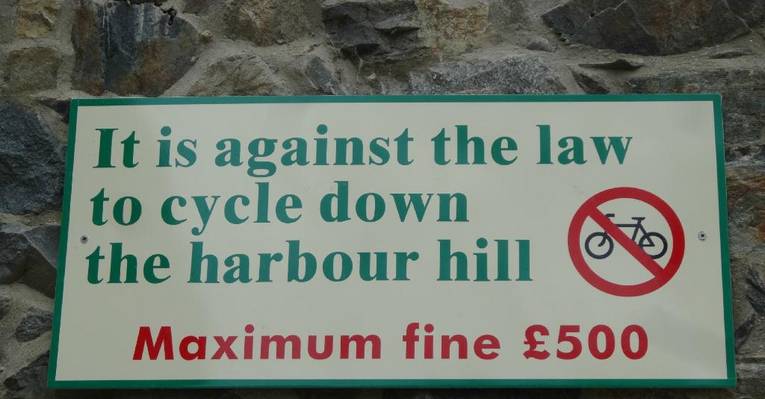 It is against the law
to cycle down
the harbour hill
Maximum fine £500